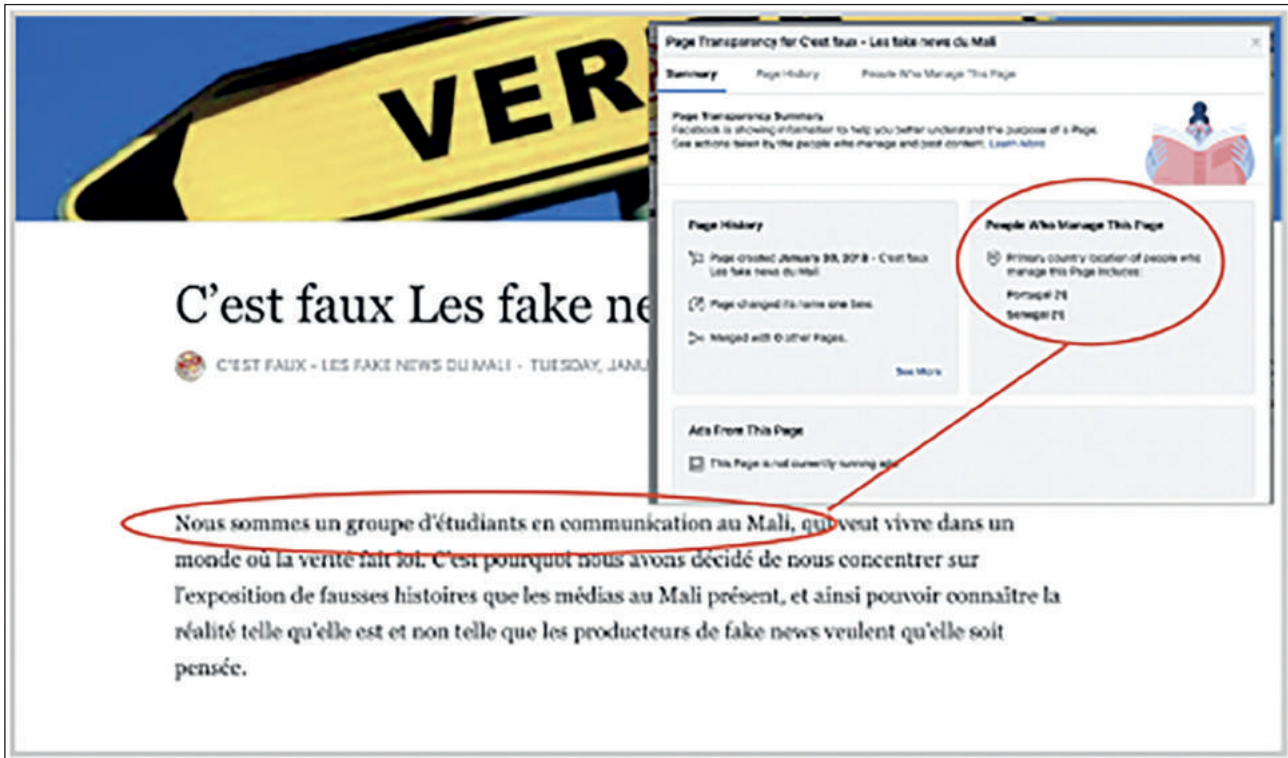 VER
Page Transparency for C'est faux - Les fake news du Mali
Summary
Page History
People Who Manage This Page
Page Transparency Summary
Facebook is showing information to help you better understand the purpose of a Page.
See actions taken by the people who manage and post content. Learn More
Page History
Page created January 30, 2018 - C'est faux
Les fake news du Mali
Page changed its name one time.
Merged with 0 other Pages.
See More
People Who Manage This Page
Primary country location of people who
manage this Page includes:
Portugal
Senegal
Ads From This Page
This Page is not currently running ads
C'est faux Les fake ne
C'EST FAUX - LES FAKE NEWS DU MALI - TUESDAY, JANU
Nous sommes un groupe d'étudiants en communication au Mali, qui veut vivre dans un
monde où la verité fait loi. C'est pourquoi nous avons décidé de nous concentrer sur
l'exposition de fausses histoires que les médias au Mali présent, et ainsi pouvoir connaître la
réalité telle qu'elle est et non telle que les producteurs de fake news veulent qu'elle soit
pensée.